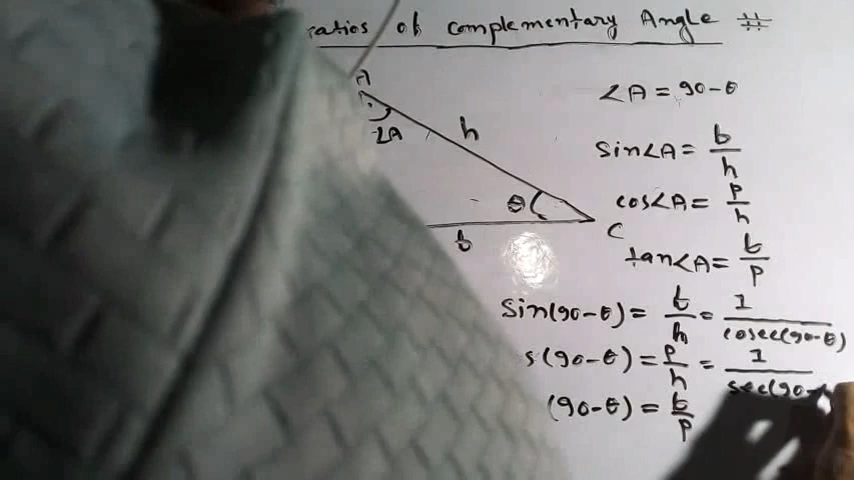 ratios of complementary Angle #
A
∠A = 90-θ
∠A
h
sin∠A = b/h
θ
cos∠A = p/h
b
C
tan∠A = b/p
Sin(90-θ) = b/h = 1/cosec(90-θ)
s(90-θ) = p/h = 1/sec(90-
(90-θ) = b/p